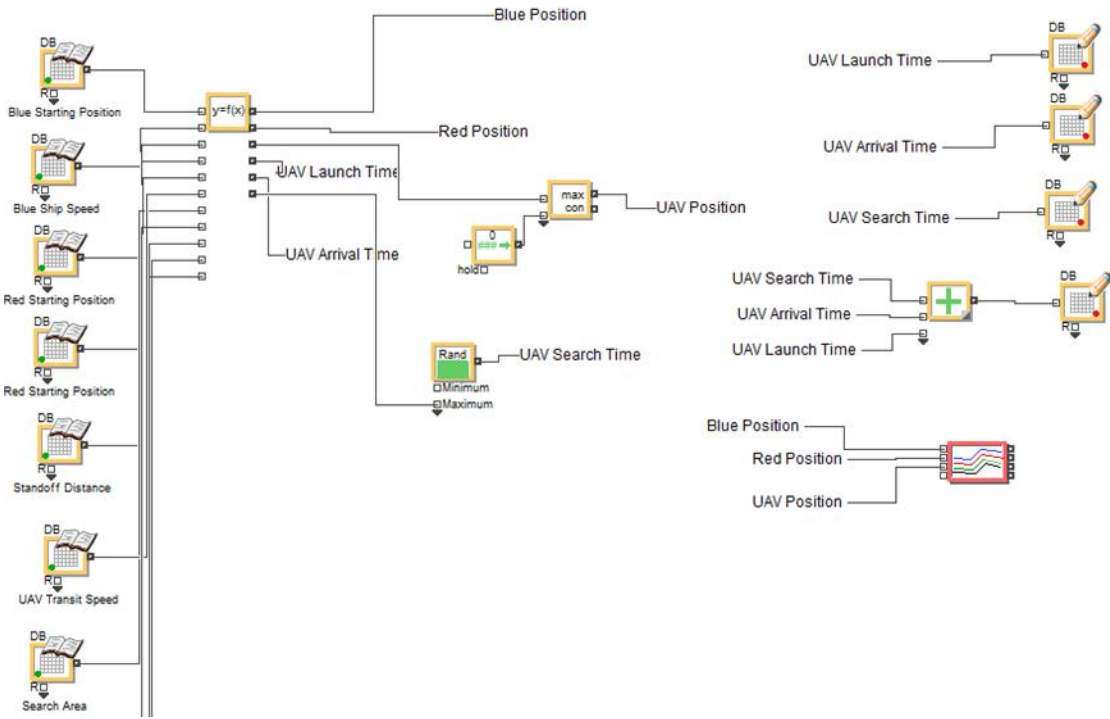 DB
R
Blue Starting Position
DB
R
Blue Ship Speed
DB
R
Red Starting Position
DB
R
Red Starting Position
DB
R
Standoff Distance
DB
R
UAV Transit Speed
DB
R
Search Area
y=f(x)
Blue Position
Red Position
UAV Launch Time
UAV Arrival Time
max
con
UAV Position
0
###
hold
Rand
UAV Search Time
Minimum
Maximum
UAV Launch Time
DB
R
UAV Arrival Time
DB
R
UAV Search Time
DB
R
UAV Search Time
UAV Arrival Time
UAV Launch Time
DB
R
Blue Position
Red Position
UAV Position